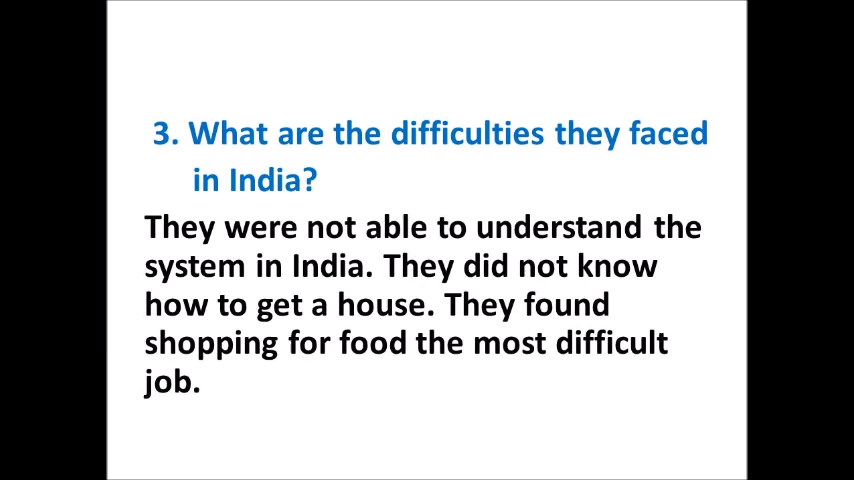 3. What are the difficulties they faced
in India?
They were not able to understand the
system in India. They did not know
how to get a house. They found
shopping for food the most difficult
job.